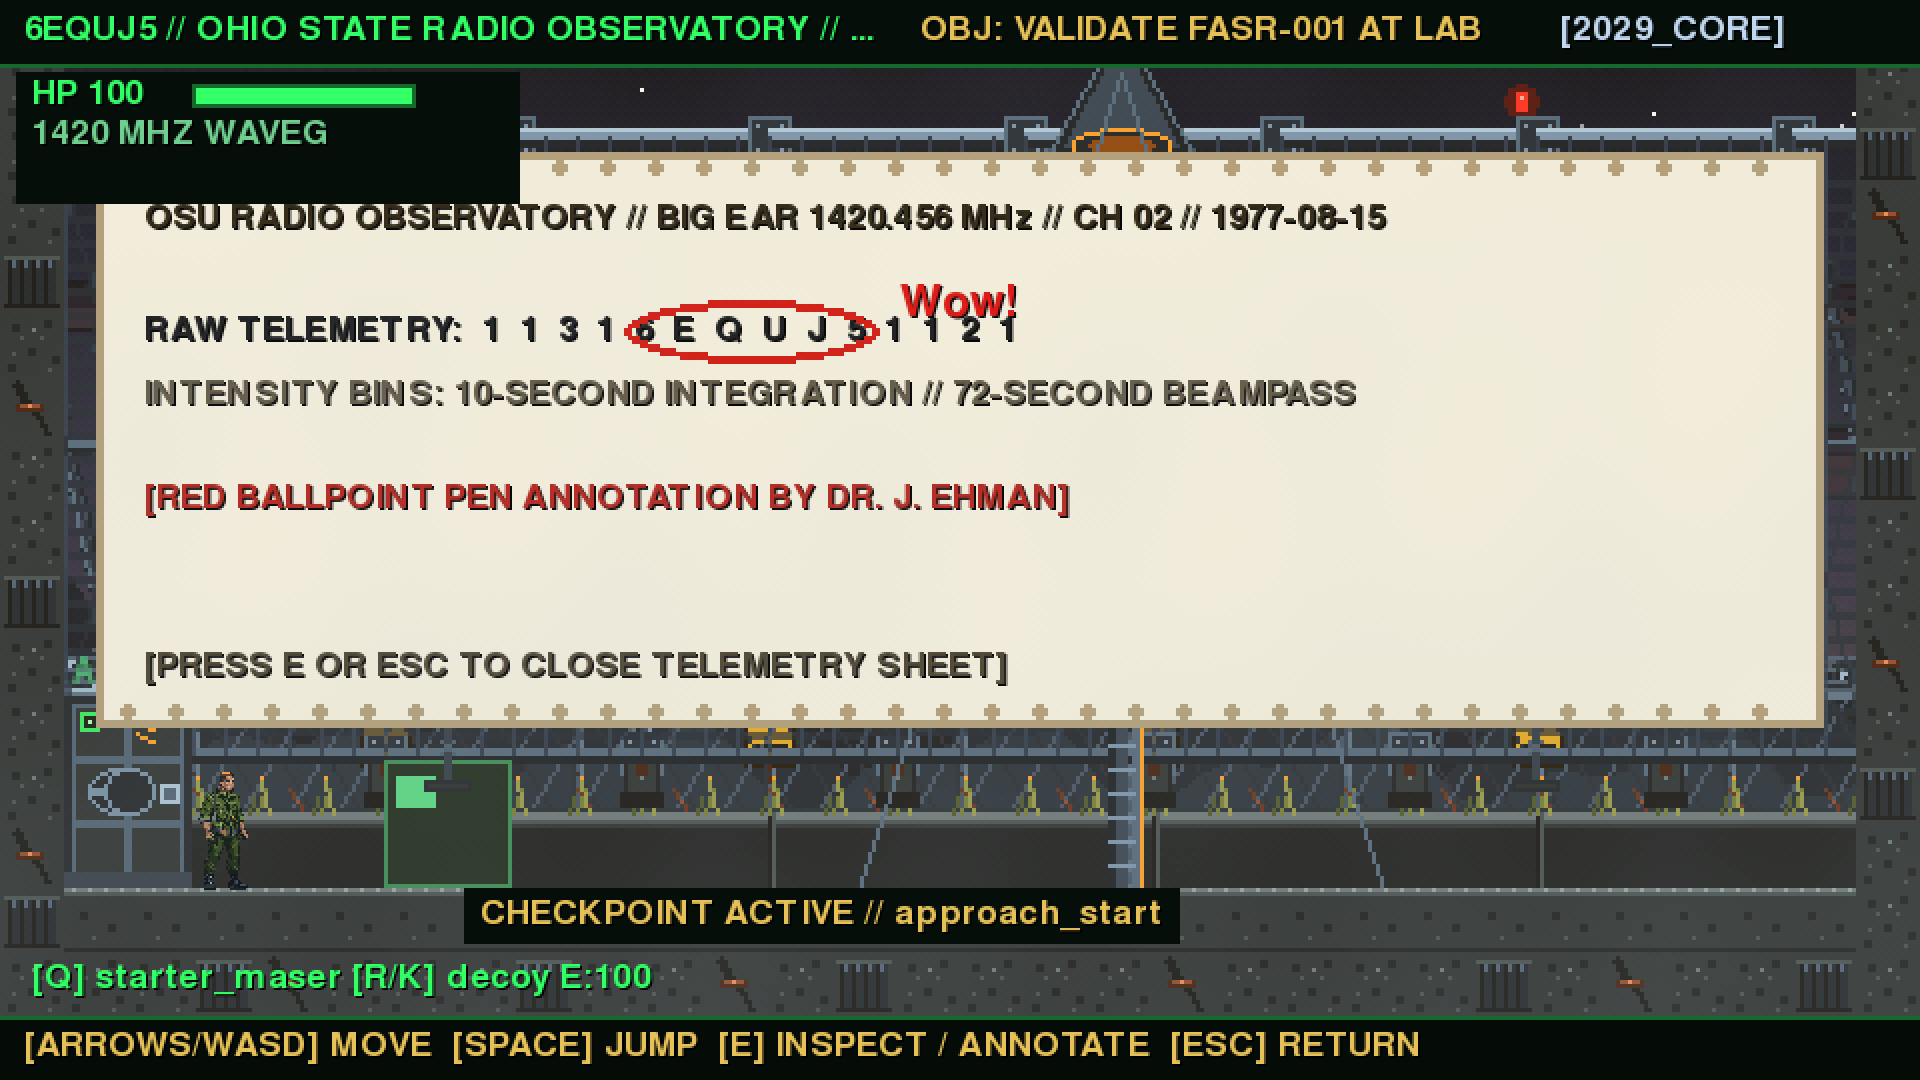 6EQUJ5 // OHIO STATE RADIO OBSERVATORY // ... OBJ: VALIDATE FASR-001 AT LAB [2029_CORE]
HP 100
1420 MHZ WAVEG
OSU RADIO OBSERVATORY // BIG EAR 1420.456 MHz // CH 02 // 1977-08-15
Wow!
RAW TELEMETRY: 1 1 3 1 6 E Q U J 5 1 1 2 1
INTENSITY BINS: 10-SECOND INTEGRATION // 72-SECOND BEAMPASS
[RED BALLPOINT PEN ANNOTATION BY DR. J. EHMAN]
[PRESS E OR ESC TO CLOSE TELEMETRY SHEET]
CHECKPOINT ACTIVE // approach_start
[Q] starter_maser [R/K] decoy E:100
[ARROWS/WASD] MOVE [SPACE] JUMP [E] INSPECT / ANNOTATE [ESC] RETURN